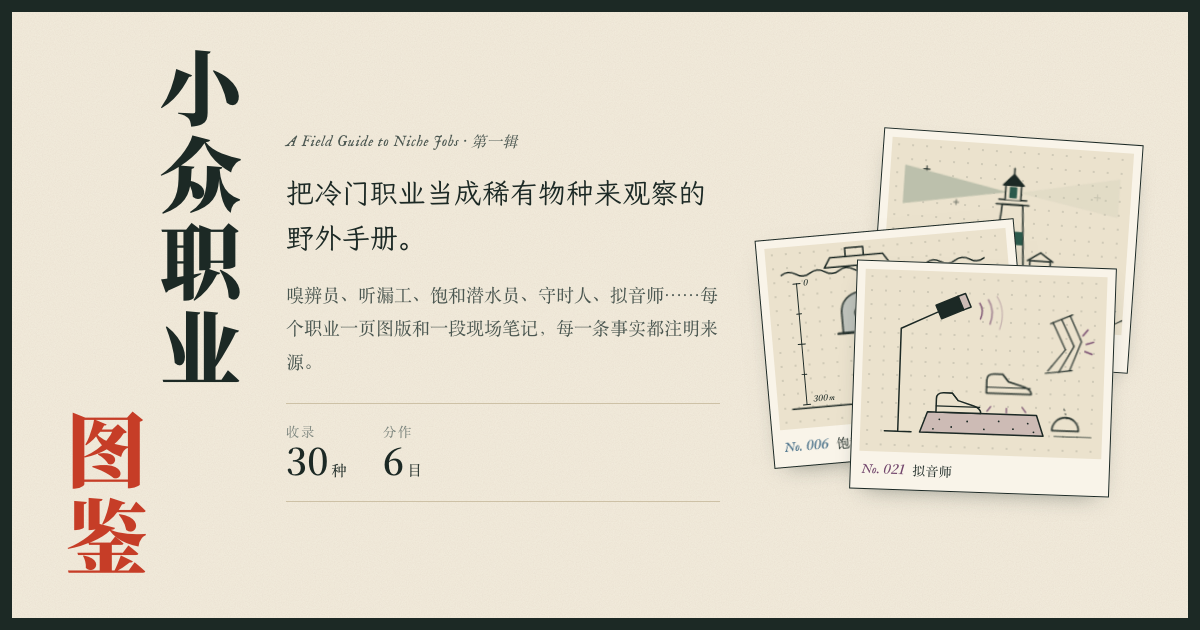 小众职业
图鉴
A Field Guide to Niche Jobs · 第一辑
把冷门职业当成稀有物种来观察的
野外手册。
嗅辨员、听漏工、饱和潜水员、守时人、拟音师……每
个职业一页图版和一段现场笔记，每一条事实都注明来
源。
收录
30种
分作
6目
0
300 m
No. 006 饱
No. 021 拟音师